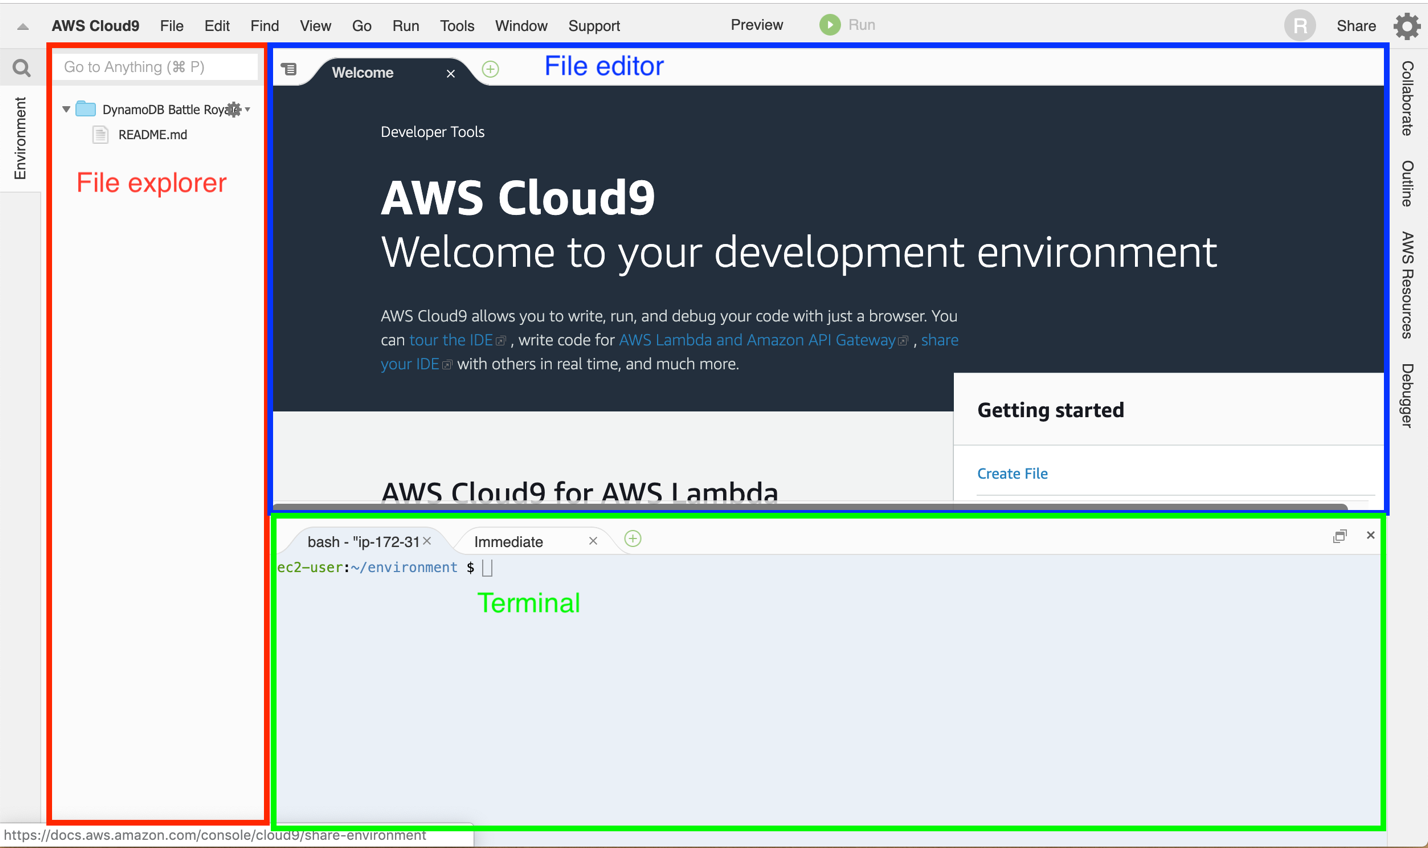 AWS Cloud9 File Edit Find View Go Run Tools Window Support Preview Run R Share
Go to Anything (⌘ P)
Environment
DynamoDB Battle Roya
README.md
File explorer
Welcome
File editor
Developer Tools
AWS Cloud9
Welcome to your development environment
AWS Cloud9 allows you to write, run, and debug your code with just a browser. You
can tour the IDE , write code for AWS Lambda and Amazon API Gateway , share
your IDE with others in real time, and much more.
Getting started
Create File
AWS Cloud9 for AWS Lambda
Collaborate
Outline
AWS Resources
Debugger
bash - "ip-172-31 Immediate
ec2-user:~/environment $
Terminal
https://docs.aws.amazon.com/console/cloud9/share-environment